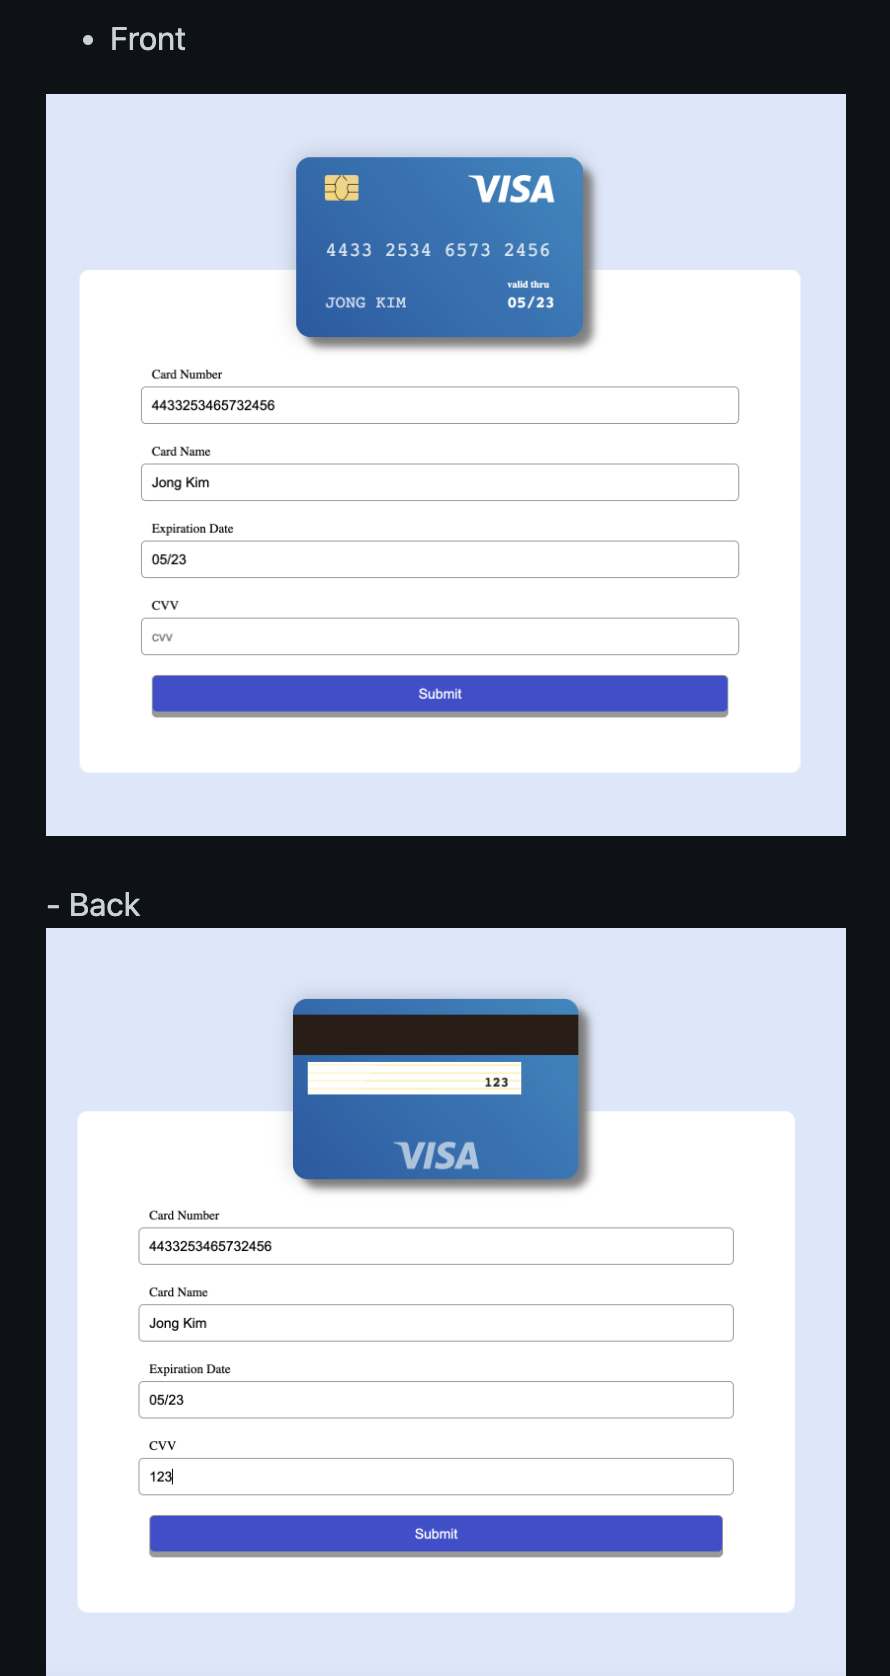 • Front
VISA
4433 2534 6573 2456
valid thru
JONG KIM 05/23
Card Number
4433253465732456
Card Name
Jong Kim
Expiration Date
05/23
CVV
cvv
Submit
- Back
123
VISA
Card Number
4433253465732456
Card Name
Jong Kim
Expiration Date
05/23
CVV
123
Submit